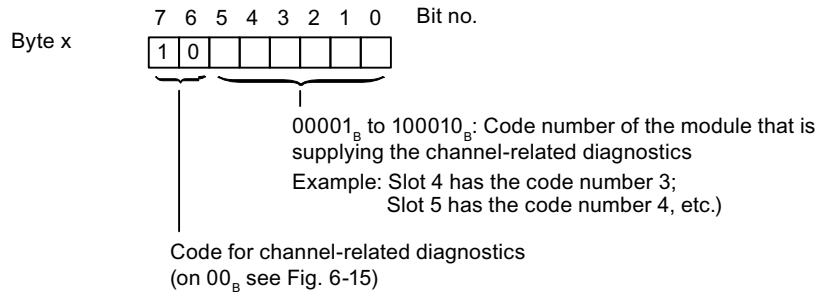 7 6 5 4 3 2 1 0 Bit no.
Byte x
1 0
00001B to 100010B: Code number of the module that is
supplying the channel-related diagnostics
Example: Slot 4 has the code number 3;
Slot 5 has the code number 4, etc.)
Code for channel-related diagnostics
(on 00B see Fig. 6-15)